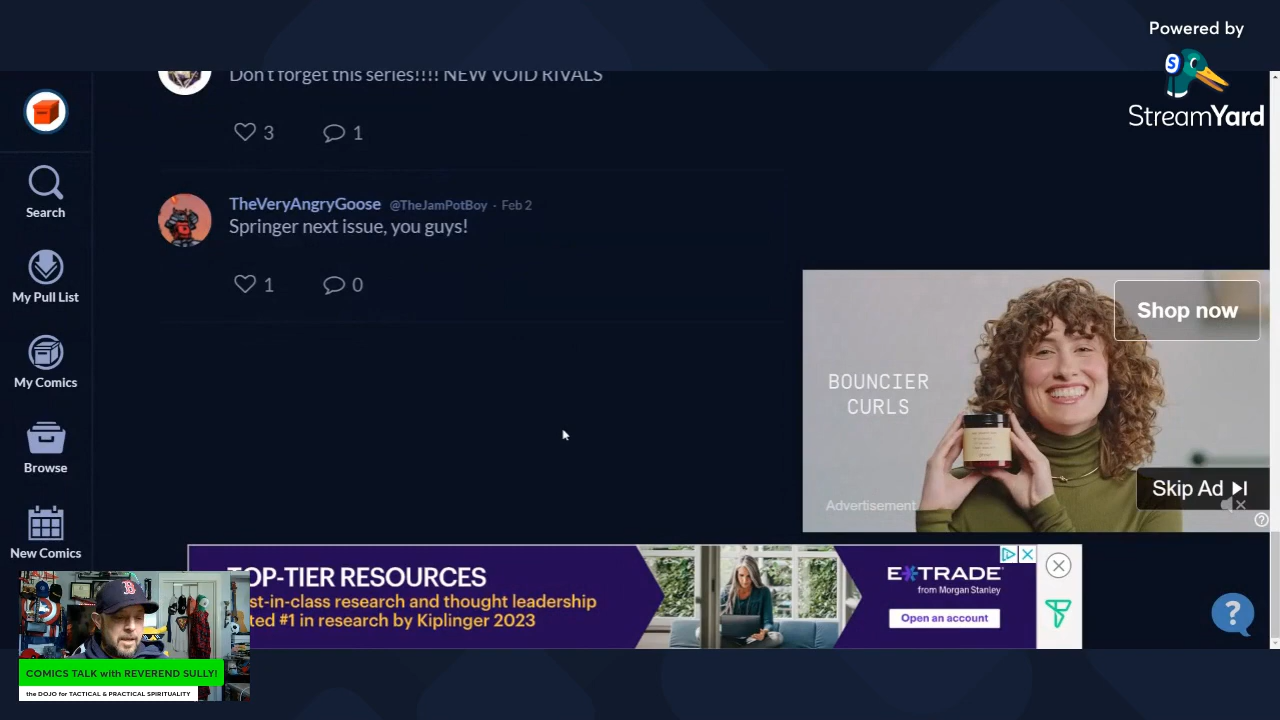 Powered by
StreamYard
Don't forget this series!!!! NEW VOID RIVALS
3 1
TheVeryAngryGoose @TheJamPotBoy · Feb 2
Springer next issue, you guys!
1 0
Search
My Pull List
My Comics
Browse
New Comics
Shop now
BOUNCIER
CURLS
Advertisement
Skip Ad
TOP-TIER RESOURCES
st-in-class research and thought leadership
ted #1 in research by Kiplinger 2023
E*TRADE
from Morgan Stanley
Open an account
COMICS TALK with REVEREND SULLY!
the DOJO for TACTICAL & PRACTICAL SPIRITUALITY